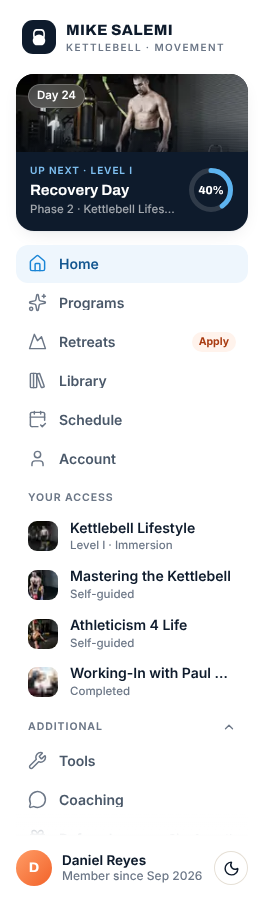 MIKE SALEMI
KETTLEBELL · MOVEMENT
Day 24
UP NEXT · LEVEL I
Recovery Day
Phase 2 · Kettlebell Lifes...
40%
Home
Programs
Retreats
Apply
Library
Schedule
Account
YOUR ACCESS
Kettlebell Lifestyle
Level I · Immersion
Mastering the Kettlebell
Self-guided
Athleticism 4 Life
Self-guided
Working-In with Paul ...
Completed
ADDITIONAL
Tools
Coaching
D
Daniel Reyes
Member since Sep 2026